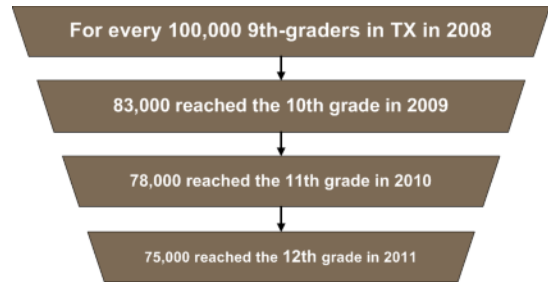 For every 100,000 9th-graders in TX in 2008
83,000 reached the 10th grade in 2009
78,000 reached the 11th grade in 2010
75,000 reached the 12th grade in 2011